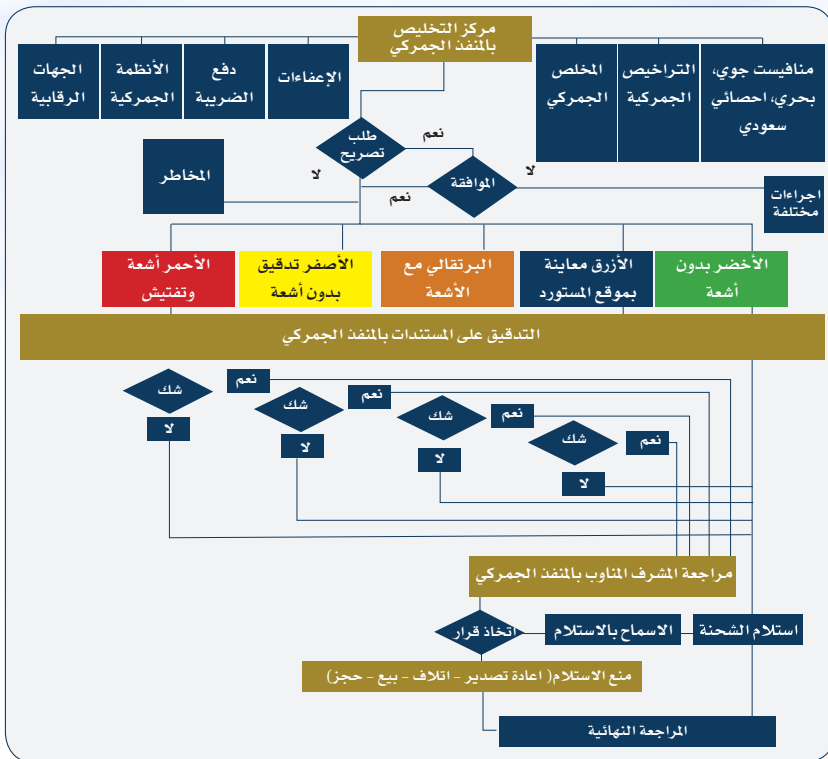 مركز التخليص
بالمنفذ الجمركي
منافيست جوي،
بحري، احصائي
سعودي
التراخيص
الجمركية
المخلص
الجمركي
الإعفاءات
دفع
الضريبة
الأنظمة
الجمركية
الجهات
الرقابية
طلب
تصريح
نعم
لا
المخاطر
الموافقة
لا
نعم
اجراءات
مختلفة
الأخضر بدون
أشعة
الأزرق معاينة
بموقع المستورد
البرتقالي مع
الأشعة
الأصفر تدقيق
بدون أشعة
الأحمر أشعة
وتفتيش
التدقيق على المستندات بالمنفذ الجمركي
شك
نعم
لا
شك
نعم
لا
شك
نعم
لا
شك
نعم
لا
مراجعة المشرف المناوب بالمنفذ الجمركي
استلام الشحنة
الاسماح بالاستلام
اتخاذ قرار
منع الاستلام( اعادة تصدير - اتلاف - بيع - حجز)
المراجعة النهائية